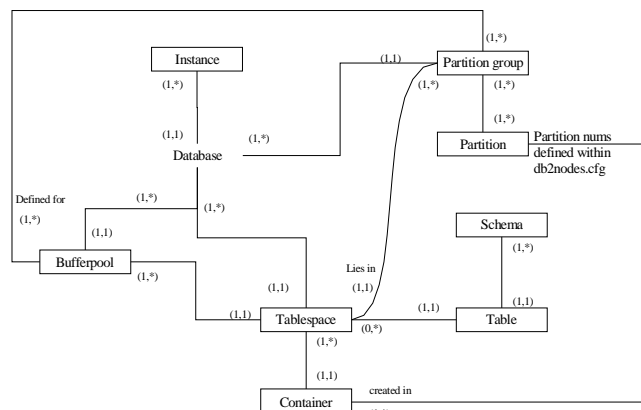 (1,*)
Instance
(1,1)
Partition group
(1,*)
(1,*)
(1,*)
(1,*)
(1,1)
(1,*)
(1,*)
Partition
Partition nums
defined within
db2nodes.cfg
Database
Defined for
(1,*)
(1,*)
(1,*)
(1,1)
Schema
(1,*)
Bufferpool
(1,*)
Lies in
(1,1)
(1,1)
(1,1)
(1,1)
(1,1)
Tablespace
(0,*)
Table
(1,*)
(1,1)
created in
Container